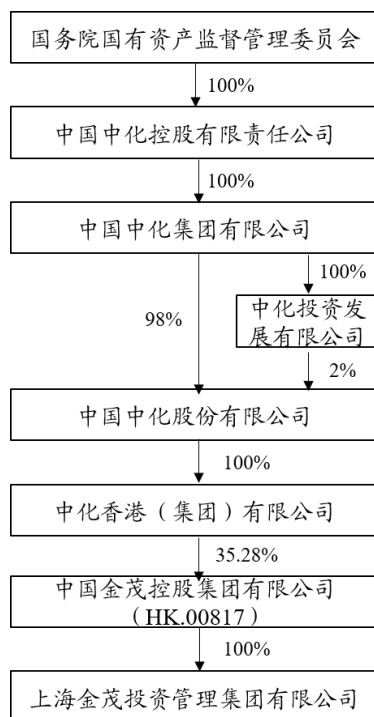 国务院国有资产监督管理委员会
100%
中国中化控股有限责任公司
100%
中国中化集团有限公司
100%
中化投资发
展有限公司
98%
2%
中国中化股份有限公司
100%
中化香港（集团）有限公司
35.28%
中国金茂控股集团有限公司
（HK.00817）
100%
上海金茂投资管理集团有限公司